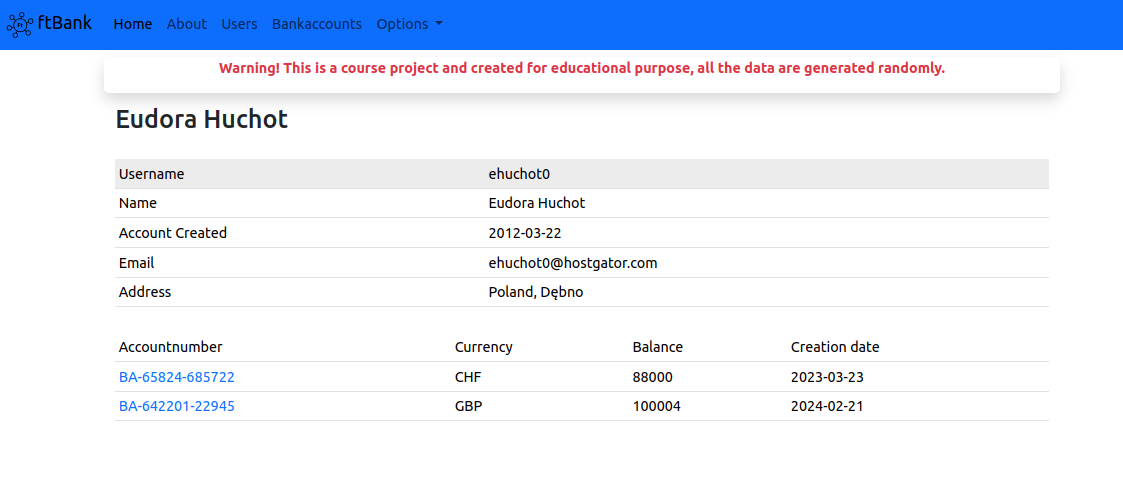 ftBank Home About Users Bankaccounts Options
Warning! This is a course project and created for educational purpose, all the data are generated randomly.
Eudora Huchot
Username ehuchot0
Name Eudora Huchot
Account Created 2012-03-22
Email ehuchot0@hostgator.com
Address Poland, Dębno
Accountnumber Currency Balance Creation date
BA-65824-685722 CHF 88000 2023-03-23
BA-642201-22945 GBP 100004 2024-02-21